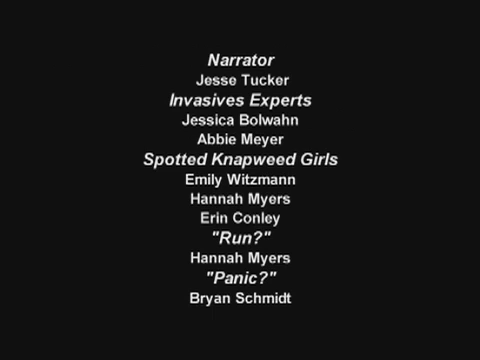 Narrator
Jesse Tucker
Invasives Experts
Jessica Bolwahn
Abbie Meyer
Spotted Knapweed Girls
Emily Witzmann
Hannah Myers
Erin Conley
"Run?"
Hannah Myers
"Panic?"
Bryan Schmidt